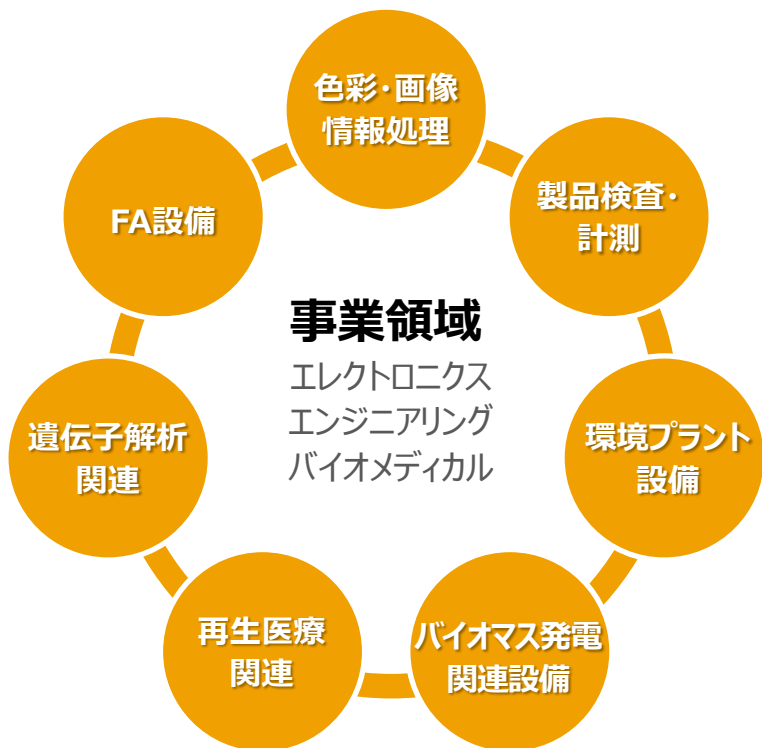 色彩・画像
情報処理
製品検査・
計測
環境プラント
設備
バイオマス発電
関連設備
再生医療
関連
遺伝子解析
関連
FA設備
事業領域
エレクトロニクス
エンジニアリング
バイオメディカル